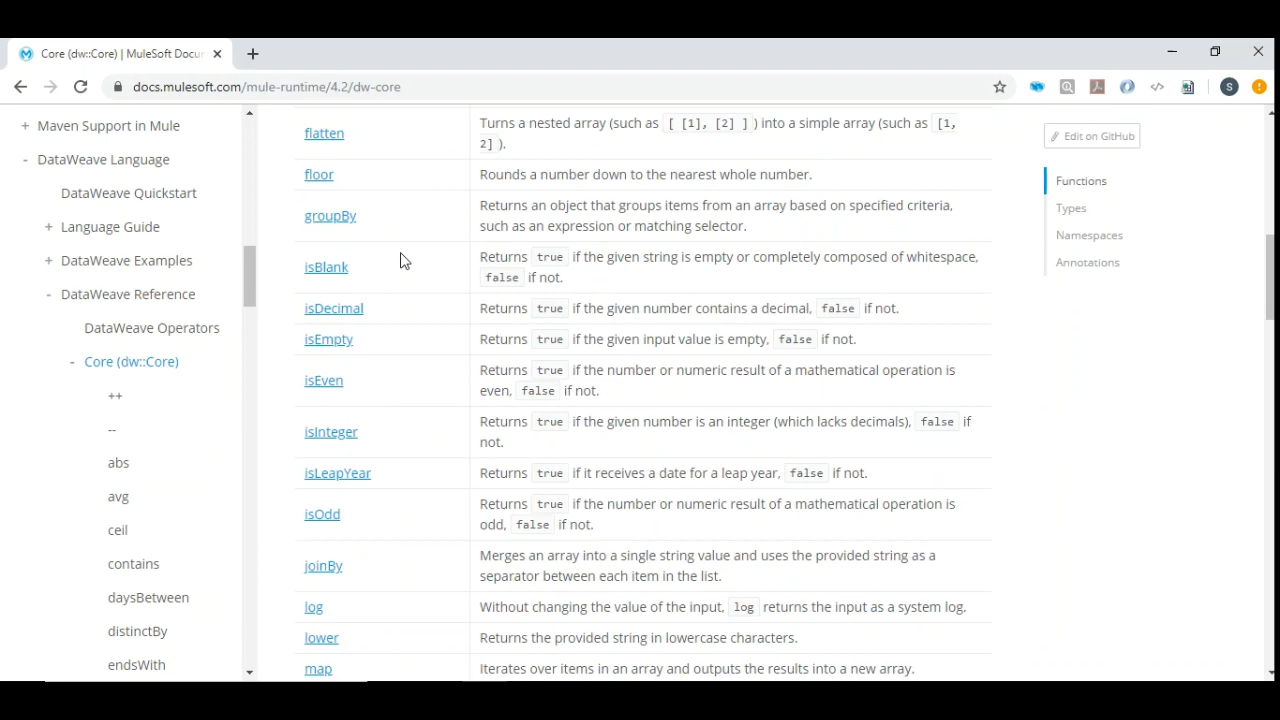 Core (dw::Core) | MuleSoft Docu
docs.mulesoft.com/mule-runtime/4.2/dw-core
S
+ Maven Support in Mule
- DataWeave Language
DataWeave Quickstart
+ Language Guide
+ DataWeave Examples
- DataWeave Reference
DataWeave Operators
- Core (dw::Core)
++
--
abs
avg
ceil
contains
daysBetween
distinctBy
endsWith
flatten
Turns a nested array (such as [ [1], [2] ] ) into a simple array (such as [1,
2] ).
floor
Rounds a number down to the nearest whole number.
groupBy
Returns an object that groups items from an array based on specified criteria,
such as an expression or matching selector.
isBlank
Returns true if the given string is empty or completely composed of whitespace,
false if not.
isDecimal
Returns true if the given number contains a decimal, false if not.
isEmpty
Returns true if the given input value is empty, false if not.
isEven
Returns true if the number or numeric result of a mathematical operation is
even, false if not.
isInteger
Returns true if the given number is an integer (which lacks decimals), false if
not.
isLeapYear
Returns true if it receives a date for a leap year, false if not.
isOdd
Returns true if the number or numeric result of a mathematical operation is
odd, false if not.
joinBy
Merges an array into a single string value and uses the provided string as a
separator between each item in the list.
log
Without changing the value of the input, log returns the input as a system log.
lower
Returns the provided string in lowercase characters.
map
Iterates over items in an array and outputs the results into a new array.
Edit on GitHub
Functions
Types
Namespaces
Annotations